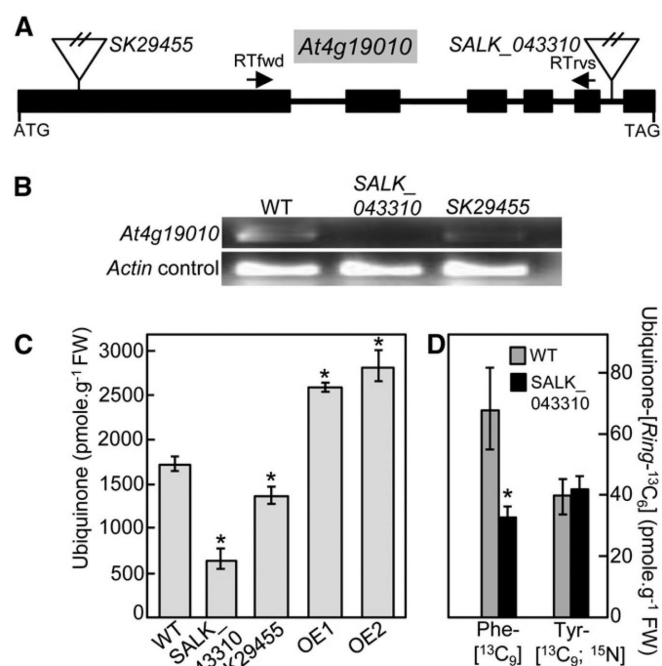 A
SK29455
At4g19010
SALK_043310
RTfwd
RTrvs
ATG
TAG
B
WT
SALK_
043310
SK29455
At4g19010
Actin control
C
Ubiquinone (pmole.g⁻¹ FW)
3000
2500
2000
1500
1000
500
0
WT
SALK_
OE1
OE2
D
WT
SALK_
043310
80
60
40
20
0
Ubiquinone-[Ring-¹³C₆] (pmole.g⁻¹ FW)
Phe-
[¹³C₉]
Tyr-
[¹³C₉; ¹⁵N]